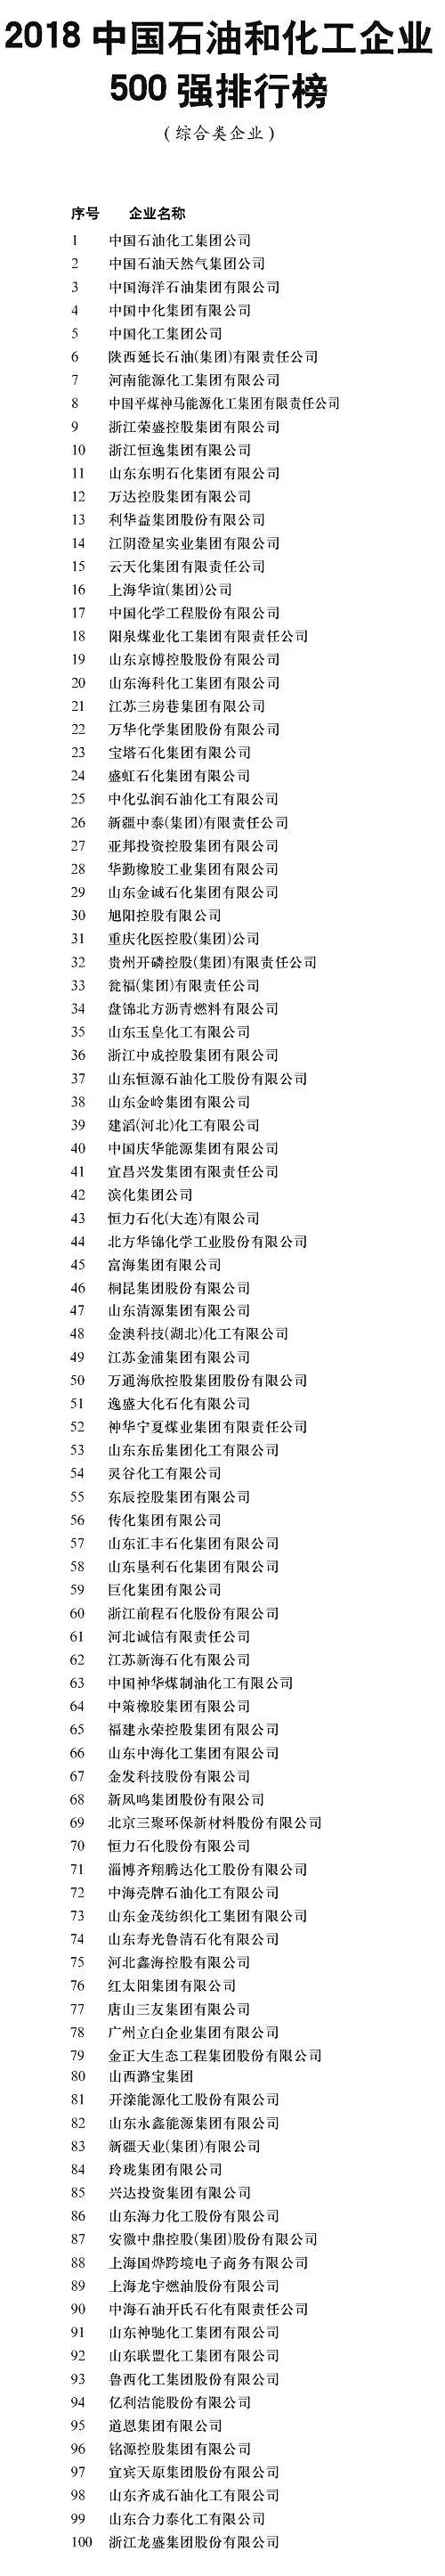 2018 中国石油和化工企业
500 强排行榜
（综合类企业）
序号 企业名称
1 中国石油化工集团公司
2 中国石油天然气集团公司
3 中国海洋石油集团有限公司
4 中国中化集团有限公司
5 中国化工集团公司
6 陕西延长石油(集团)有限责任公司
7 河南能源化工集团有限公司
8 中国平煤神马能源化工集团有限责任公司
9 浙江荣盛控股集团有限公司
10 浙江恒逸集团有限公司
11 山东东明石化集团有限公司
12 万达控股集团有限公司
13 利华益集团股份有限公司
14 江阴澄星实业集团有限公司
15 云天化集团有限责任公司
16 上海华谊(集团)公司
17 中国化学工程股份有限公司
18 阳泉煤业化工集团有限责任公司
19 山东京博控股股份有限公司
20 山东海科化工集团有限公司
21 江苏三房巷集团有限公司
22 万华化学集团股份有限公司
23 宝塔石化集团有限公司
24 盛虹石化集团有限公司
25 中化弘润石油化工有限公司
26 新疆中泰(集团)有限责任公司
27 亚邦投资控股集团有限公司
28 华勤橡胶工业集团有限公司
29 山东金诚石化集团有限公司
30 旭阳控股有限公司
31 重庆化医控股(集团)公司
32 贵州开磷控股(集团)有限责任公司
33 瓮福(集团)有限责任公司
34 盘锦北方沥青燃料有限公司
35 山东玉皇化工有限公司
36 浙江中成控股集团有限公司
37 山东恒源石油化工股份有限公司
38 山东金岭集团有限公司
39 建滔(河北)化工有限公司
40 中国庆华能源集团有限公司
41 宜昌兴发集团有限责任公司
42 滨化集团公司
43 恒力石化(大连)有限公司
44 北方华锦化学工业股份有限公司
45 富海集团有限公司
46 桐昆集团股份有限公司
47 山东清源集团有限公司
48 金澳科技(湖北)化工有限公司
49 江苏金浦集团有限公司
50 万通海欣控股集团股份有限公司
51 逸盛大化石化有限公司
52 神华宁夏煤业集团有限责任公司
53 山东东岳集团化工有限公司
54 灵谷化工有限公司
55 东辰控股集团有限公司
56 传化集团有限公司
57 山东汇丰石化集团有限公司
58 山东垦利石化集团有限公司
59 巨化集团有限公司
60 浙江前程石化股份有限公司
61 河北诚信有限责任公司
62 江苏新海石化有限公司
63 中国神华煤制油化工有限公司
64 中策橡胶集团有限公司
65 福建永荣控股集团有限公司
66 山东中海化工集团有限公司
67 金发科技股份有限公司
68 新凤鸣集团股份有限公司
69 北京三聚环保新材料股份有限公司
70 恒力石化股份有限公司
71 淄博齐翔腾达化工股份有限公司
72 中海壳牌石油化工有限公司
73 山东金茂纺织化工集团有限公司
74 山东寿光鲁清石化有限公司
75 河北鑫海控股有限公司
76 红太阳集团有限公司
77 唐山三友集团有限公司
78 广州立白企业集团有限公司
79 金正大生态工程集团股份有限公司
80 山西潞宝集团
81 开滦能源化工股份有限公司
82 山东永鑫能源集团有限公司
83 新疆天业(集团)有限公司
84 玲珑集团有限公司
85 兴达投资集团有限公司
86 山东海力化工股份有限公司
87 安徽中鼎控股(集团)股份有限公司
88 上海国烨跨境电子商务有限公司
89 上海龙宇燃油股份有限公司
90 中海石油开氏石化有限责任公司
91 山东神驰化工集团有限公司
92 山东联盟化工集团有限公司
93 鲁西化工集团股份有限公司
94 亿利洁能股份有限公司
95 道恩集团有限公司
96 铭源控股集团有限公司
97 宜宾天原集团股份有限公司
98 山东齐成石油化工有限公司
99 山东合力泰化工有限公司
100 浙江龙盛集团股份有限公司